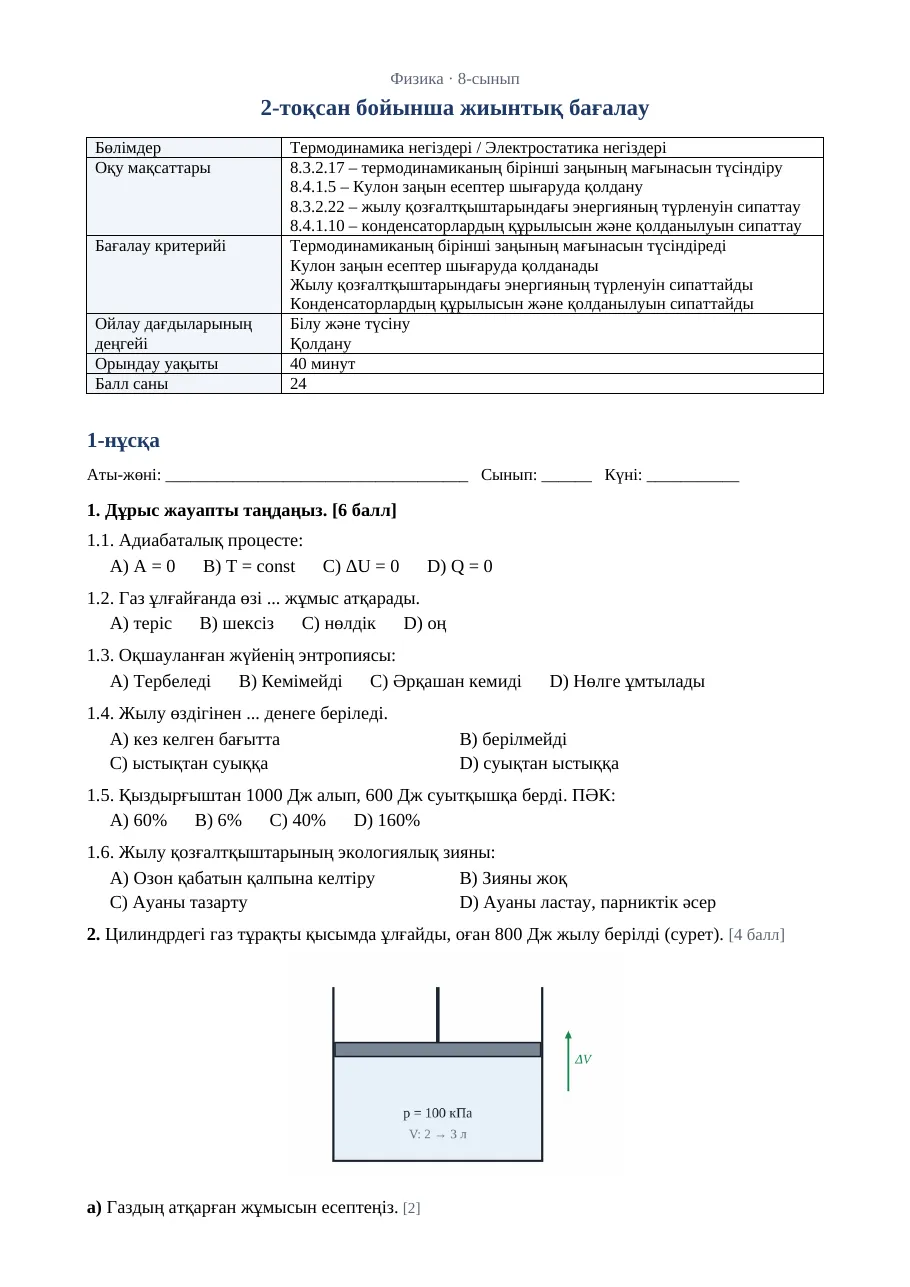 Физика · 8-сынып
2-тоқсан бойынша жиынтық бағалау
Бөлімдер
Термодинамика негіздері / Электростатика негіздері
Оқу мақсаттары
8.3.2.17 – термодинамиканың бірінші заңының мағынасын түсіндіру
8.4.1.5 – Кулон заңын есептер шығаруда қолдану
8.3.2.22 – жылу қозғалтқыштарындағы энергияның түрленуін сипаттау
8.4.1.10 – конденсаторлардың құрылысын және қолданылуын сипаттау
Бағалау критерийі
Термодинамиканың бірінші заңының мағынасын түсіндіреді
Кулон заңын есептер шығаруда қолданады
Жылу қозғалтқыштарындағы энергияның түрленуін сипаттайды
Конденсаторлардың құрылысын және қолданылуын сипаттайды
Ойлау дағдыларының
деңгейі
Білу және түсіну
Қолдану
Орындау уақыты
40 минут
Балл саны
24
1-нұсқа
Аты-жөні: ____________________________________ Сынып: ______ Күні: ___________
1. Дұрыс жауапты таңдаңыз. [6 балл]
1.1. Адиабаталық процесте:
A) A = 0 B) T = const C) ΔU = 0 D) Q = 0
1.2. Газ ұлғайғанда өзі ... жұмыс атқарады.
A) теріс B) шексіз C) нөлдік D) оң
1.3. Оқшауланған жүйенің энтропиясы:
A) Тербеледі B) Кемімейді C) Әрқашан кемиді D) Нөлге ұмтылады
1.4. Жылу өздігінен ... денеге беріледі.
A) кез келген бағытта B) берілмейді
C) ыстықтан суыққа D) суықтан ыстыққа
1.5. Қыздырғыштан 1000 Дж алып, 600 Дж суытқышқа берді. ПӘК:
A) 60% B) 6% C) 40% D) 160%
1.6. Жылу қозғалтқыштарының экологиялық зияны:
A) Озон қабатын қалпына келтіру B) Зияны жоқ
C) Ауаны тазарту D) Ауаны ластау, парниктік әсер
2. Цилиндрдегі газ тұрақты қысымда ұлғайды, оған 800 Дж жылу берілді (сурет). [4 балл]
ΔV
p = 100 кПа
V: 2 → 3 л
a) Газдың атқарған жұмысын есептеңіз. [2]